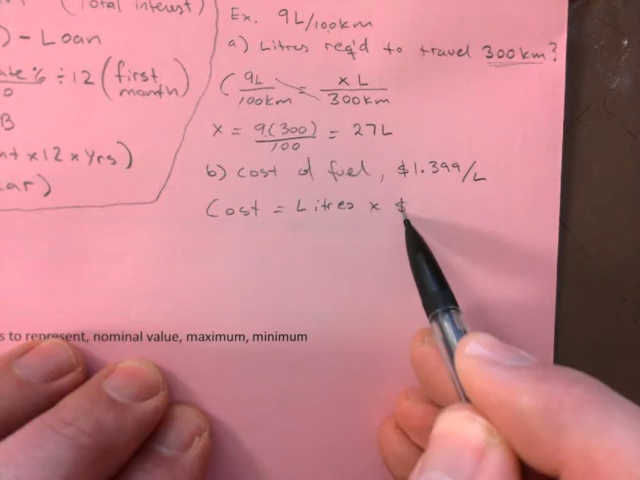 (Total interest)
) - Loan
ate % ÷ 12 (first month)
0
B
nt x 12 x yrs)
ar)
Ex. 9L/100km
a) Litres req'd to travel 300km?
(9L/100km = x L/300km
x = 9(300)/100 = 27L
b) cost of fuel, $1.399/L
Cost = Litres x $
s to represent, nominal value, maximum, minimum